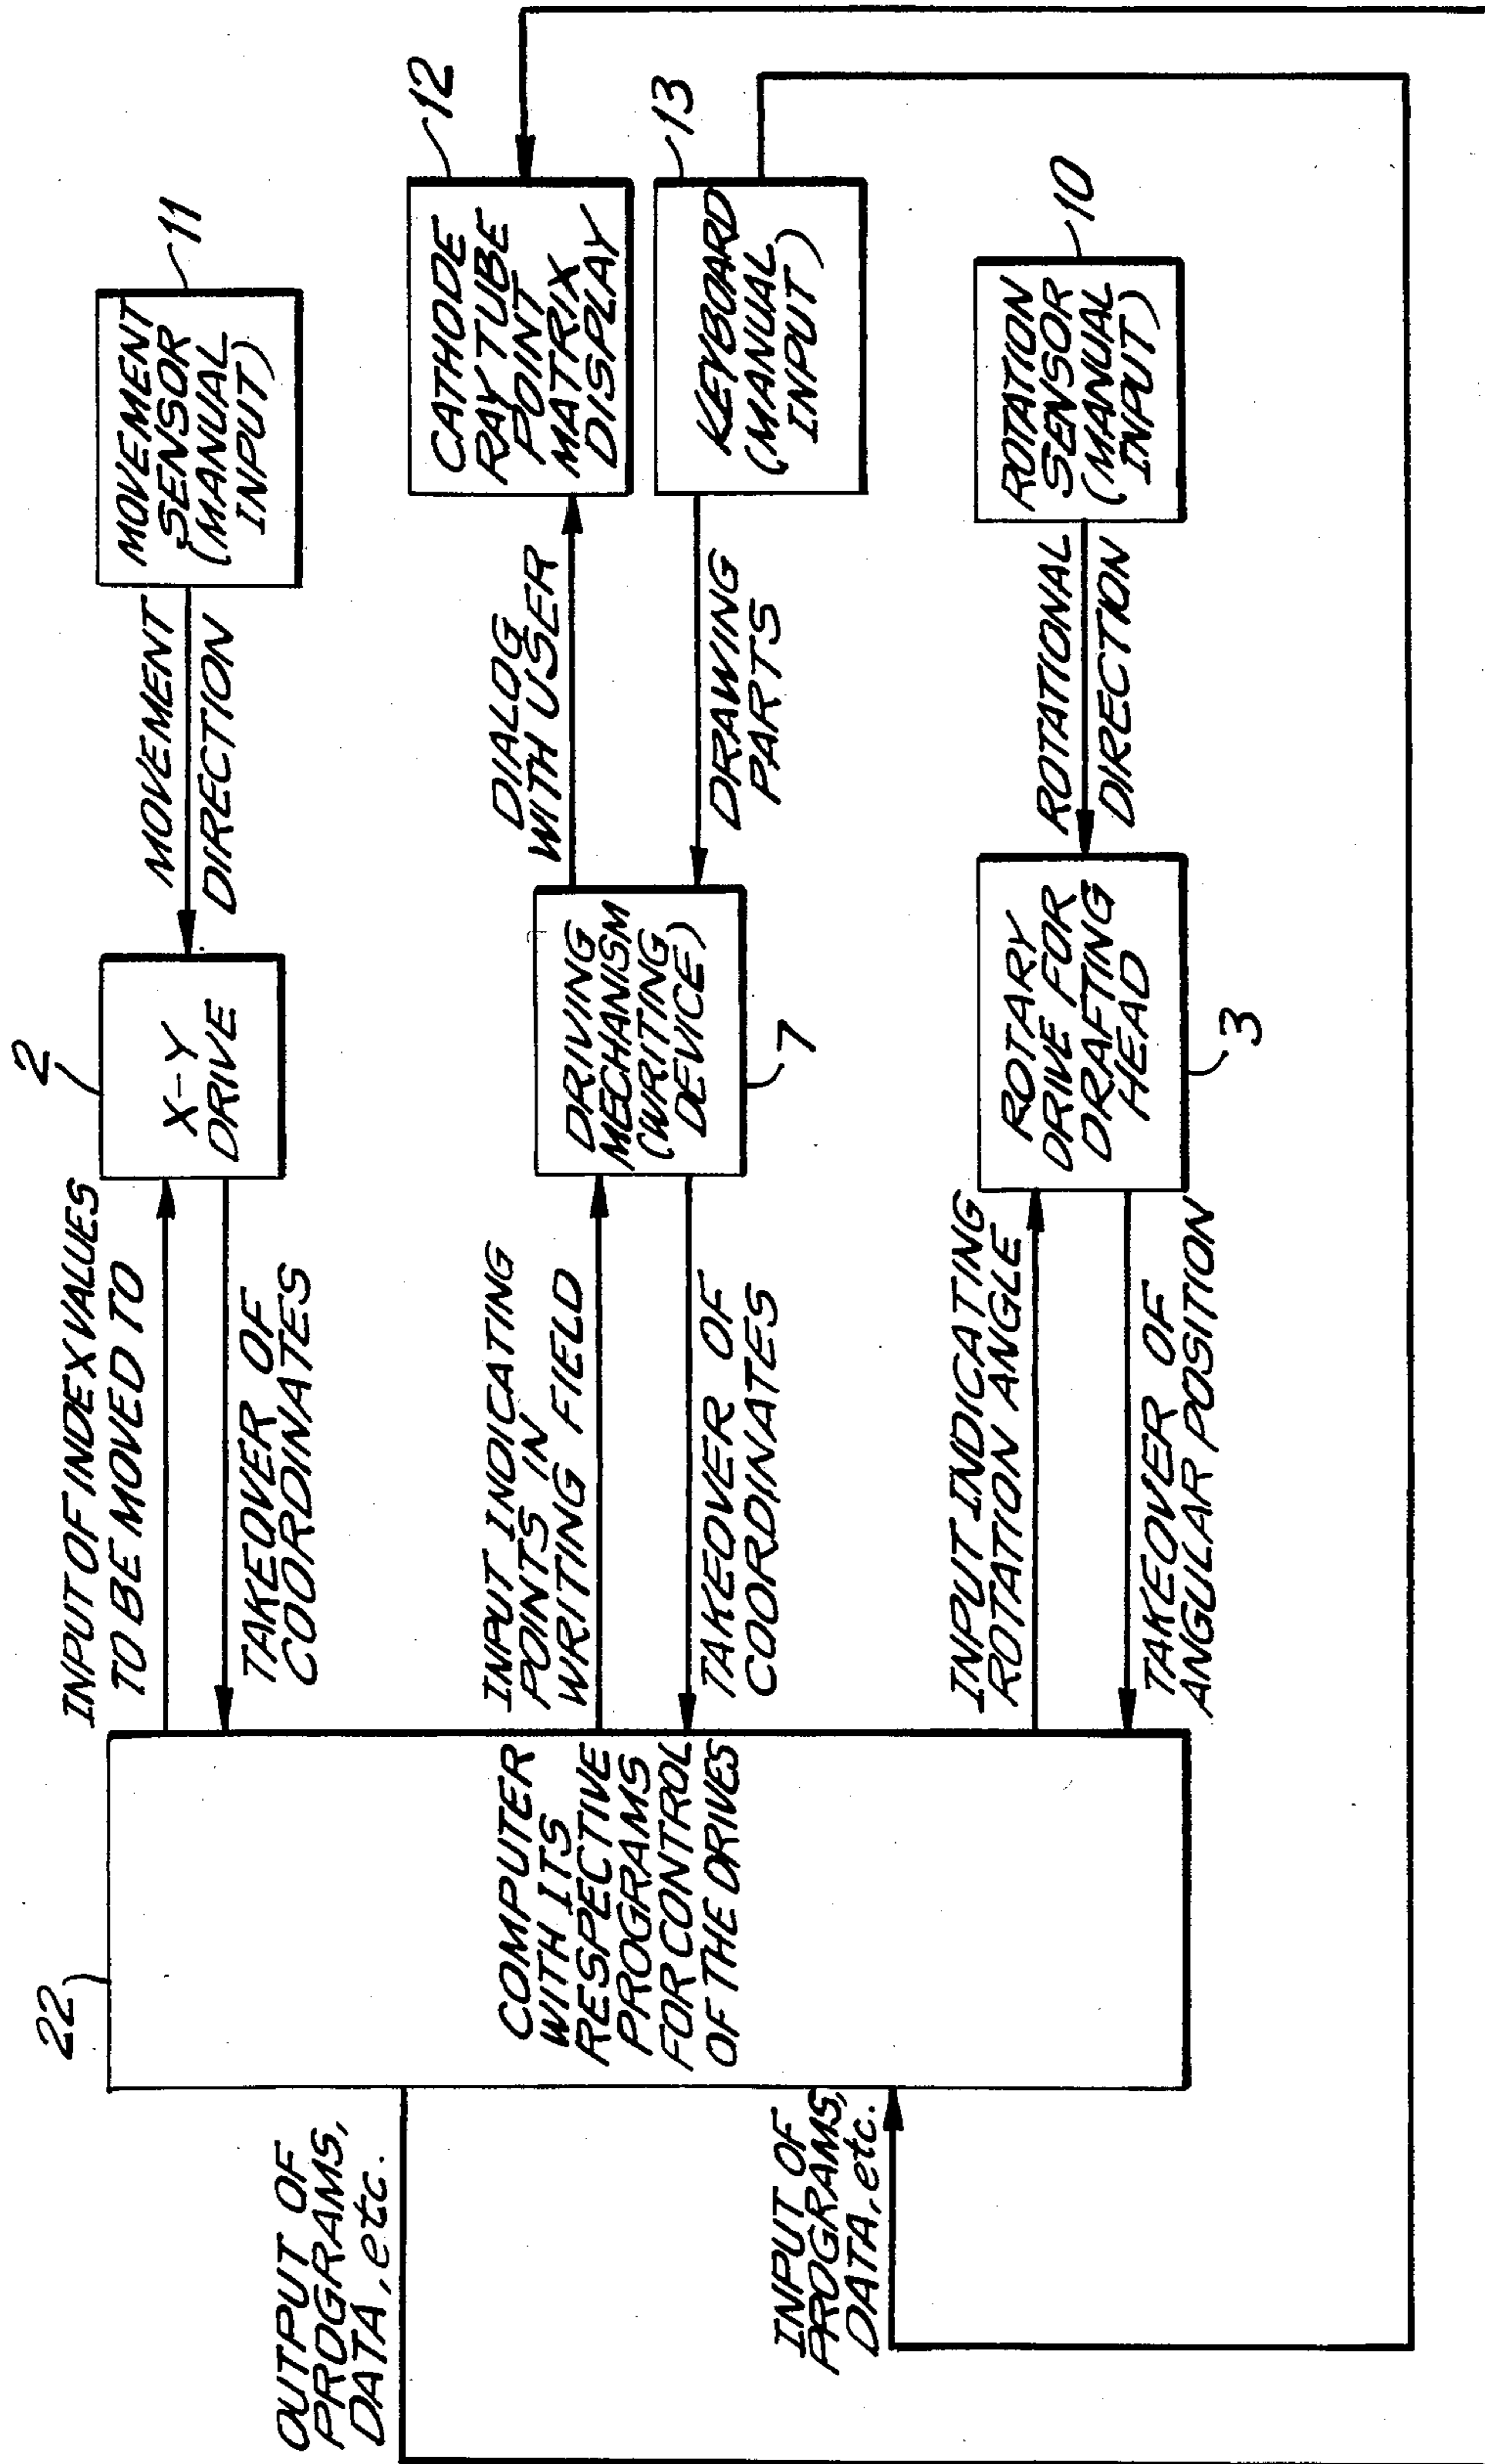 22
COMPUTER
WITH ITS
RESPECTIVE
PROGRAMS
FOR CONTROL
OF THE DRIVES
OUTPUT OF
PROGRAMS,
DATA, etc.
INPUT OF
PROGRAMS,
DATA, etc.
INPUT OF INDEX VALUES
TO BE MOVED TO
TAKEOVER OF
COORDINATES
2
X-Y
DRIVE
MOVEMENT
DIRECTION
11
MOVEMENT
SENSOR
(MANUAL
INPUT)
INPUT INDICATING
POINTS IN
WRITING FIELD
TAKEOVER OF
COORDINATES
DRIVING
MECHANISM
(WRITING
DEVICE)
7
DIALOG
WITH USER
DRAWING
PARTS
12
CATHODE
RAY TUBE
POINT
MATRIX
DISPLAY
13
KEYBOARD
(MANUAL
INPUT)
INPUT INDICATING
ROTATION ANGLE
TAKEOVER OF
ANGULAR POSITION
ROTARY
DRIVE FOR
DRAFTING
HEAD
3
ROTATIONAL
DIRECTION
10
ROTATION
SENSOR
(MANUAL
INPUT)